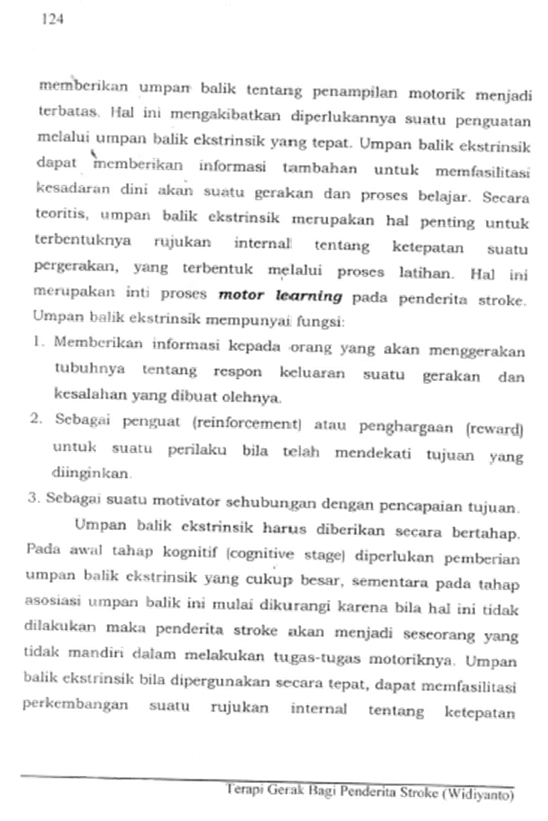 124
memberikan umpan balik tentang penampilan motorik menjadi
terbatas. Hal ini mengakibatkan diperlukannya suatu penguatan
melalui umpan balik ekstrinsik yang tepat. Umpan balik ekstrinsik
dapat memberikan informasi tambahan untuk memfasilitasi
kesadaran dini akan suatu gerakan dan proses belajar. Secara
teoritis, umpan balik ekstrinsik merupakan hal penting untuk
terbentuknya rujukan internal tentang ketepatan suatu
pergerakan, yang terbentuk melalui proses latihan. Hal ini
merupakan inti proses motor learning pada penderita stroke.
Umpan balik ekstrinsik mempunyai fungsi:
1. Memberikan informasi kepada orang yang akan menggerakan
tubuhnya tentang respon keluaran suatu gerakan dan
kesalahan yang dibuat olehnya.
2. Sebagai penguat (reinforcement) atau penghargaan (reward)
untuk suatu perilaku bila telah mendekati tujuan yang
diinginkan.
3. Sebagai suatu motivator sehubungan dengan pencapaian tujuan.
Umpan balik ekstrinsik harus diberikan secara bertahap.
Pada awal tahap kognitif (cognitive stage) diperlukan pemberian
umpan balik ekstrinsik yang cukup besar, sementara pada tahap
asosiasi umpan balik ini mulai dikurangi karena bila hal ini tidak
dilakukan maka penderita stroke akan menjadi seseorang yang
tidak mandiri dalam melakukan tugas-tugas motoriknya. Umpan
balik ekstrinsik bila dipergunakan secara tepat, dapat memfasilitasi
perkembangan suatu rujukan internal tentang ketepatan
Terapi Gerak Bagi Penderita Stroke (Widiyanto)